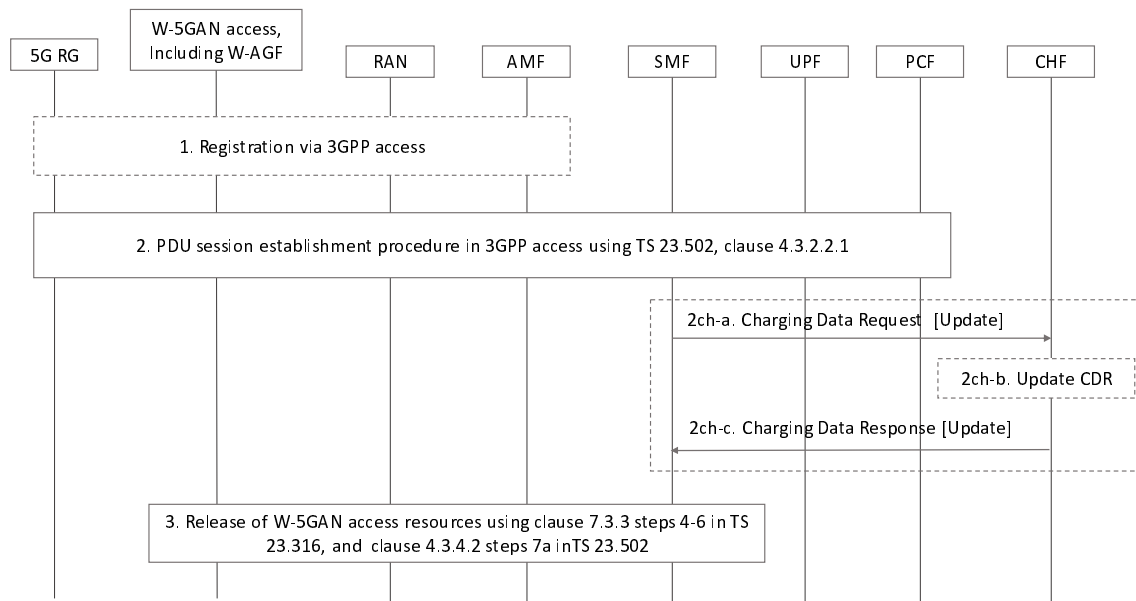 5G RG
W-5GAN access,
Including W-AGF
RAN
AMF
SMF
UPF
PCF
CHF
1. Registration via 3GPP access
2. PDU session establishment procedure in 3GPP access using TS 23.502, clause 4.3.2.2.1
2ch-a. Charging Data Request [Update]
2ch-b. Update CDR
2ch-c. Charging Data Response [Update]
3. Release of W-5GAN access resources using clause 7.3.3 steps 4-6 in TS
23.316, and clause 4.3.4.2 steps 7a inTS 23.502